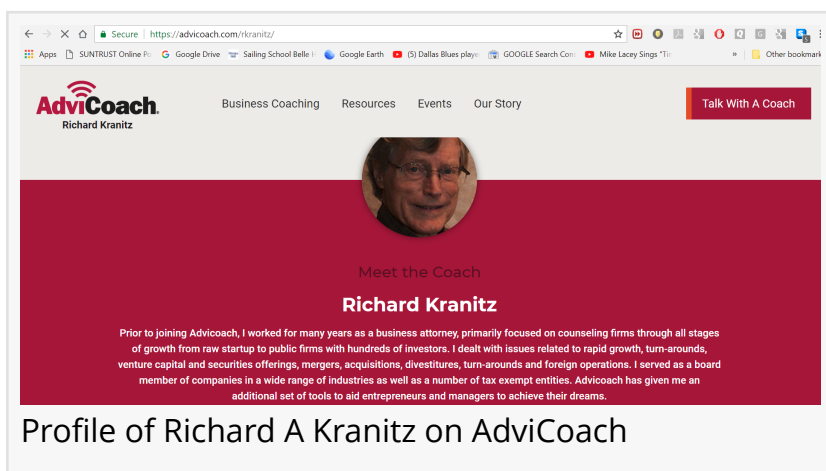 Secure | https://advicoach.com/rkranitz/
Apps SUNTRUST Online Po Google Drive Sailing School Belle H Google Earth (5) Dallas Blues playe GOOGLE Search Con Mike Lacey Sings "Tin » Other bookmark
AdviCoach
Richard Kranitz
Business Coaching Resources Events Our Story
Talk With A Coach
Meet the Coach
Richard Kranitz
Prior to joining Advicoach, I worked for many years as a business attorney, primarily focused on counseling firms through all stages
of growth from raw startup to public firms with hundreds of investors. I dealt with issues related to rapid growth, turn-arounds,
venture capital and securities offerings, mergers, acquisitions, divestitures, turn-arounds and foreign operations. I served as a board
member of companies in a wide range of industries as well as a number of tax exempt entities. Advicoach has given me an
additional set of tools to aid entrepreneurs and managers to achieve their dreams.
Profile of Richard A Kranitz on AdviCoach